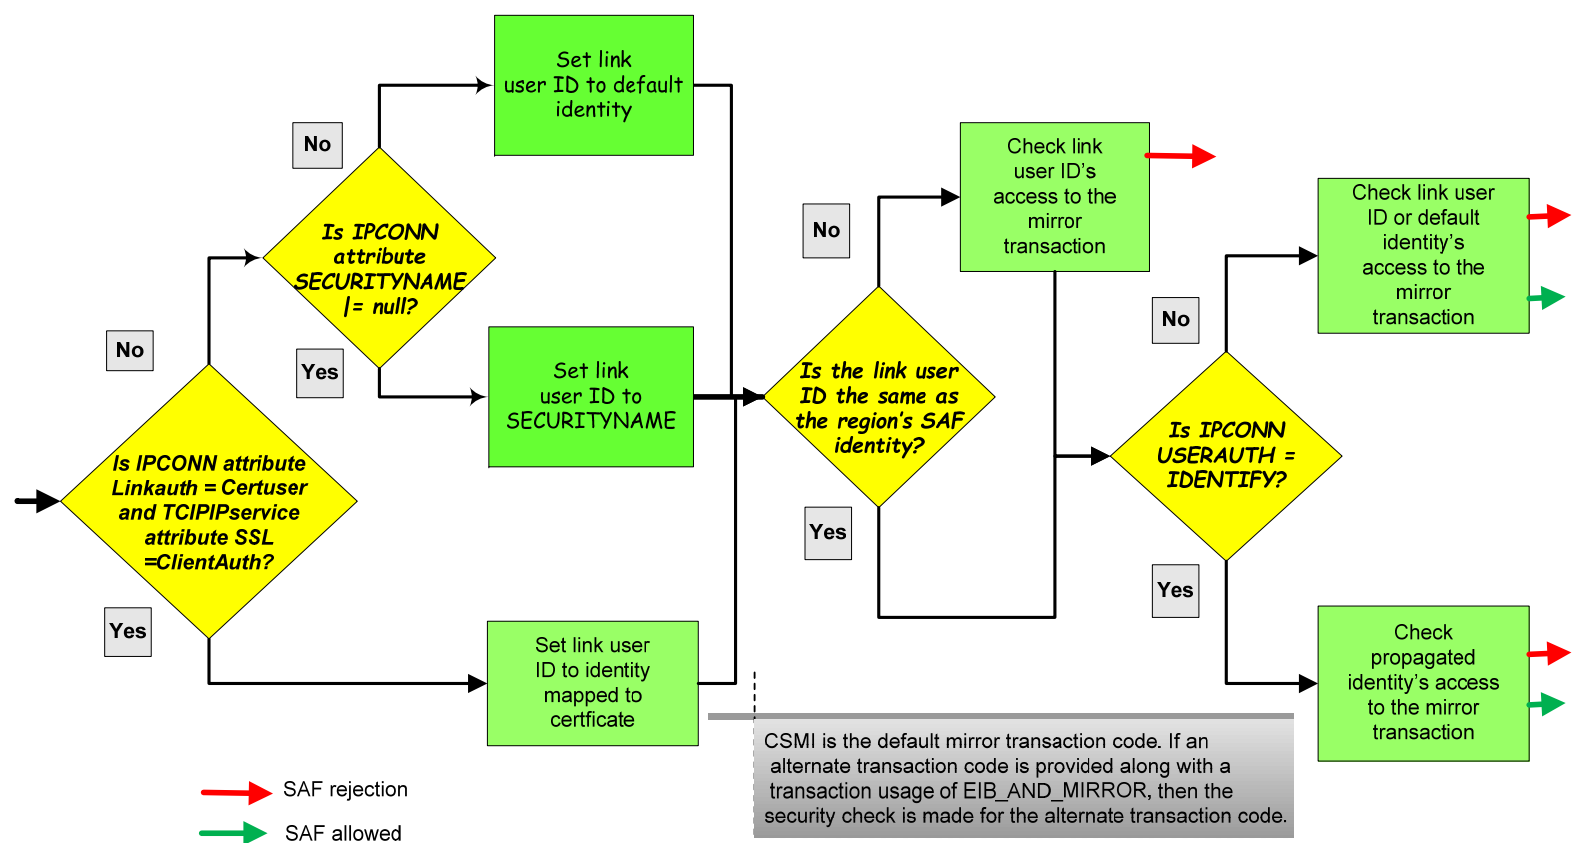 Set link
user ID to default
identity
No
Is IPCONN
attribute
SECURITYNAME
|= null?
No
Yes
Set link
user ID to
SECURITYNAME
Is IPCONN attribute
Linkauth = Certuser
and TCIPIPservice
attribute SSL
=ClientAuth?
Yes
Set link user
ID to identity
mapped to
certficate
No
Is the link user
ID the same as
the region's SAF
identity?
Yes
Check link
user ID's
access to the
mirror
transaction
No
Is IPCONN
USERAUTH =
IDENTIFY?
Yes
Check link user
ID or default
identity's
access to the
mirror
transaction
Check
propagated
identity's access
to the mirror
transaction
CSMI is the default mirror transaction code. If an
alternate transaction code is provided along with a
transaction usage of EIB_AND_MIRROR, then the
security check is made for the alternate transaction code.
SAF rejection
SAF allowed